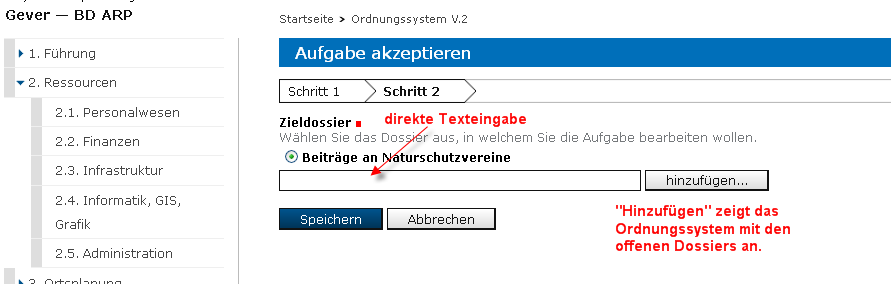 Gever — BD ARP
Startseite > Ordnungssystem V.2
1. Führung
2. Ressourcen
2.1. Personalwesen
2.2. Finanzen
2.3. Infrastruktur
2.4. Informatik, GIS,
Grafik
2.5. Administration
3. Ortsplanung
Aufgabe akzeptieren
Schritt 1
Schritt 2
Zieldossier
direkte Texteingabe
Wählen Sie das Dossier aus, in welchem Sie die Aufgabe bearbeiten wollen.
Beiträge an Naturschutzvereine
hinzufügen...
Speichern
Abbrechen
"Hinzufügen" zeigt das
Ordnungssystem mit den
offenen Dossiers an.